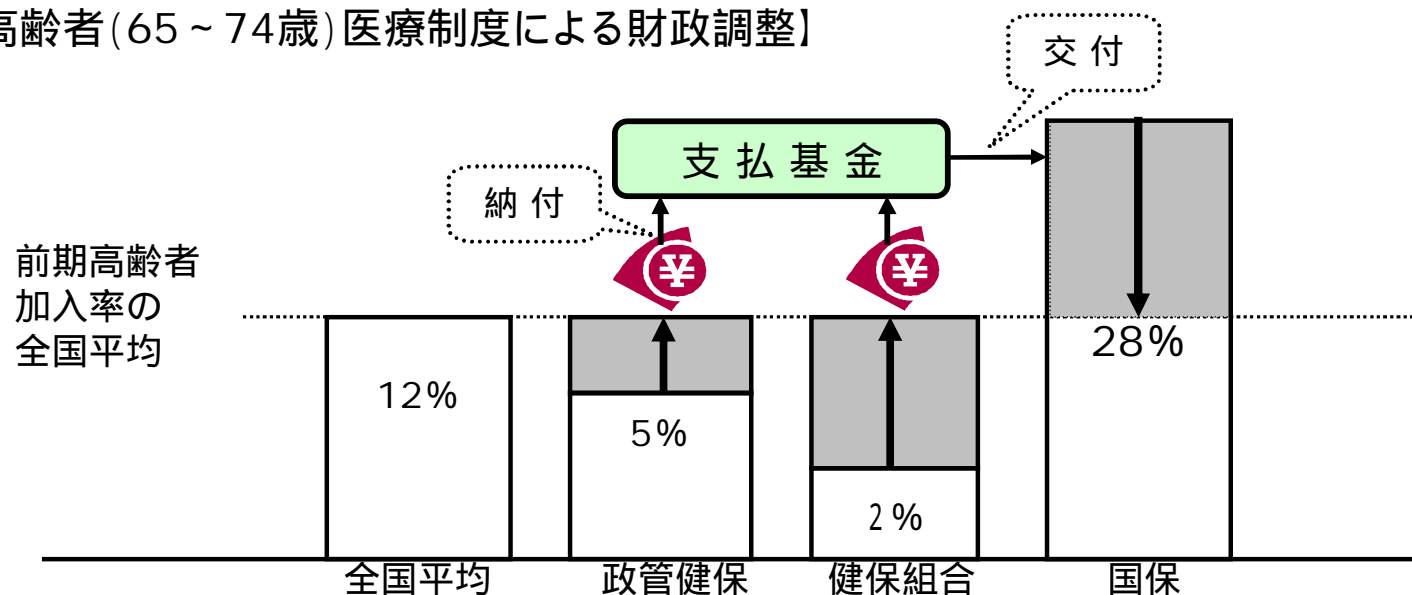 高齢者(65~74歳)医療制度による財政調整】
交付
支払基金
納付
前期高齢者
加入率の
全国平均
¥
¥
28%
12%
5%
2%
全国平均
政管健保
健保組合
国保